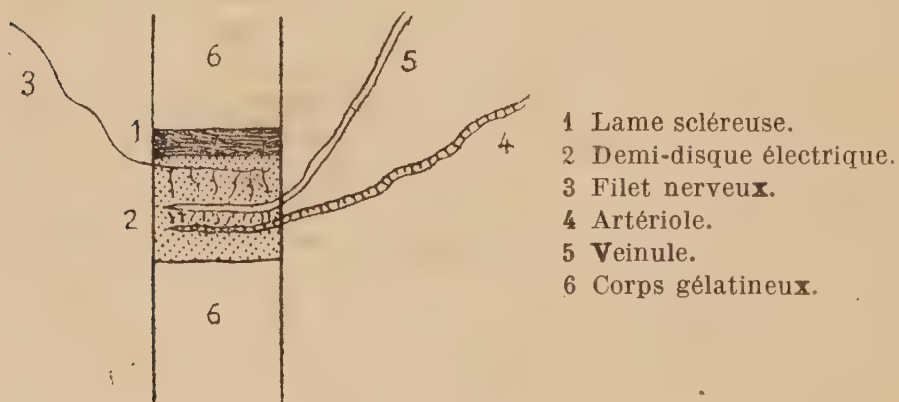 6
5
3
1
4
2
6
1 Lame scléreuse.
2 Demi-disque électrique.
3 Filet nerveux.
4 Artériole.
5 Veinule.
6 Corps gélatineux.